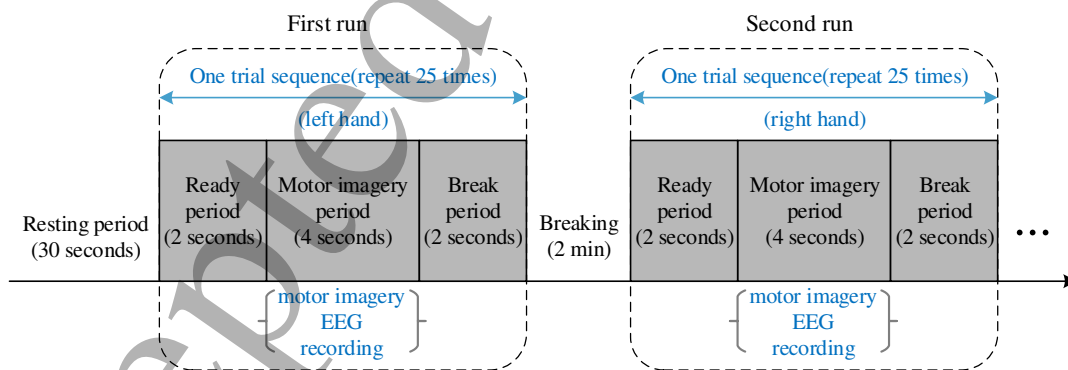 First run
Second run
One trial sequence(repeat 25 times)
(left hand)
One trial sequence(repeat 25 times)
(right hand)
Resting period
(30 seconds)
Ready
period
(2 seconds)
Motor imagery
period
(4 seconds)
Break
period
(2 seconds)
Breaking
(2 min)
Ready
period
(2 seconds)
Motor imagery
period
(4 seconds)
Break
period
(2 seconds)
...
motor imagery
EEG
recording
motor imagery
EEG
recording
epted